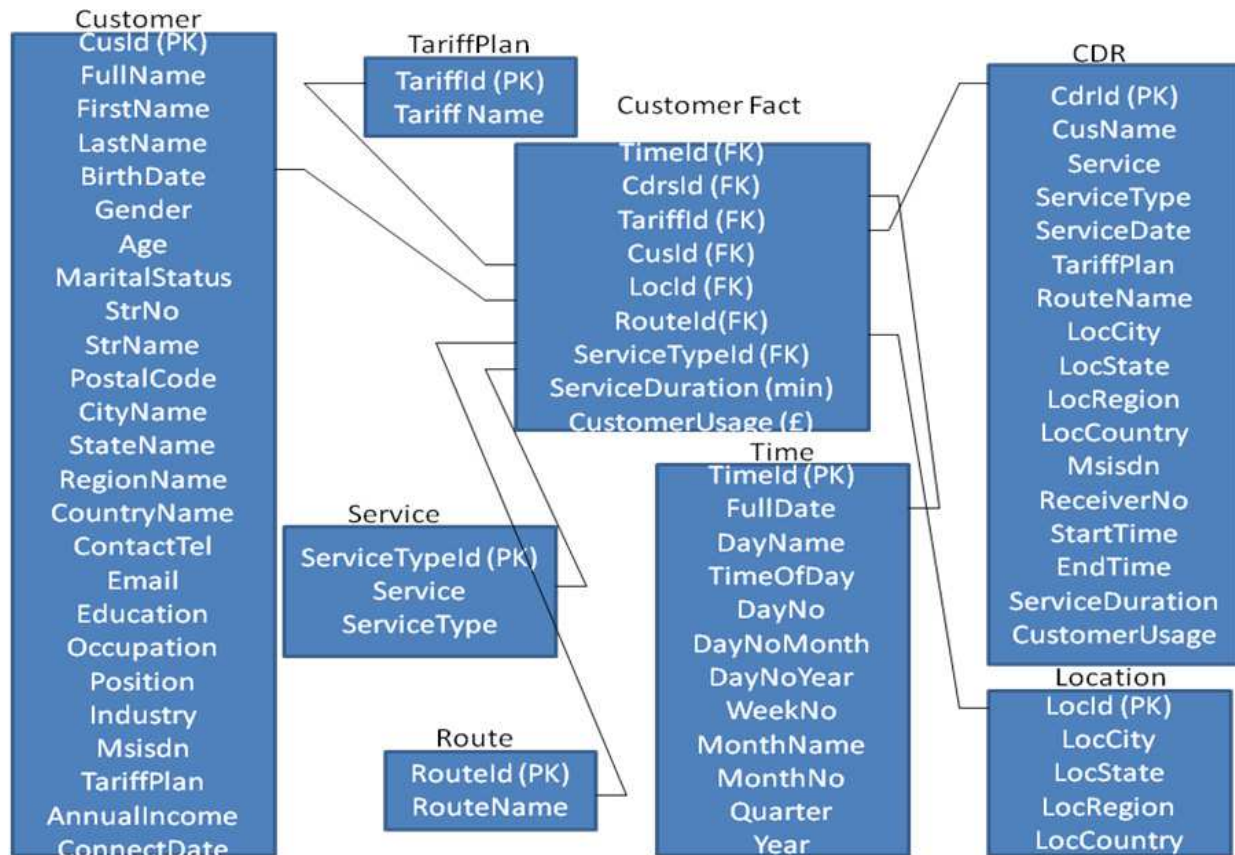 Customer
CusId (PK)
FullName
FirstName
LastName
BirthDate
Gender
Age
MaritalStatus
StrNo
StrName
PostalCode
CityName
StateName
RegionName
CountryName
ContactTel
Email
Education
Occupation
Position
Industry
Msisdn
TariffPlan
AnnualIncome
ConnectDate
TariffPlan
TariffId (PK)
Tariff Name
Customer Fact
TimeId (FK)
CdrsId (FK)
TariffId (FK)
CusId (FK)
LocId (FK)
RouteId(FK)
ServiceTypeId (FK)
ServiceDuration (min)
CustomerUsage (£)
Service
ServiceTypeId (PK)
Service
ServiceType
Route
RouteId (PK)
RouteName
Time
TimeId (PK)
FullDate
DayName
TimeOfDay
DayNo
DayNoMonth
DayNoYear
WeekNo
MonthName
MonthNo
Quarter
Year
CDR
CdrId (PK)
CusName
Service
ServiceType
ServiceDate
TariffPlan
RouteName
LocCity
LocState
LocRegion
LocCountry
Msisdn
ReceiverNo
StartTime
EndTime
ServiceDuration
CustomerUsage
Location
LocId (PK)
LocCity
LocState
LocRegion
LocCountry